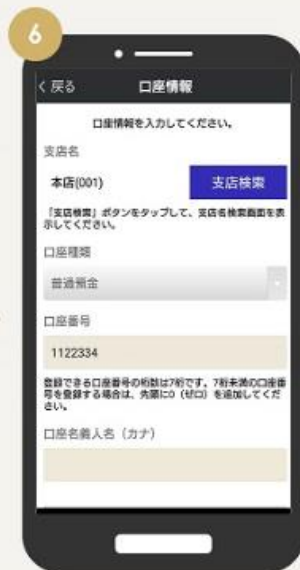 6
< 戻る 口座情報
口座情報を入力してください。
支店名
本店(001) 支店検索
「支店検索」ボタンをタップして、支店名検索画面を表
示してください。
口座種類
普通預金
口座番号
1122334
登録できる口座番号の桁数は7桁です。7桁未満の口座番
号を登録する場合は、先頭に0（ゼロ）を追加してくだ
さい。
口座名義人名（カナ）